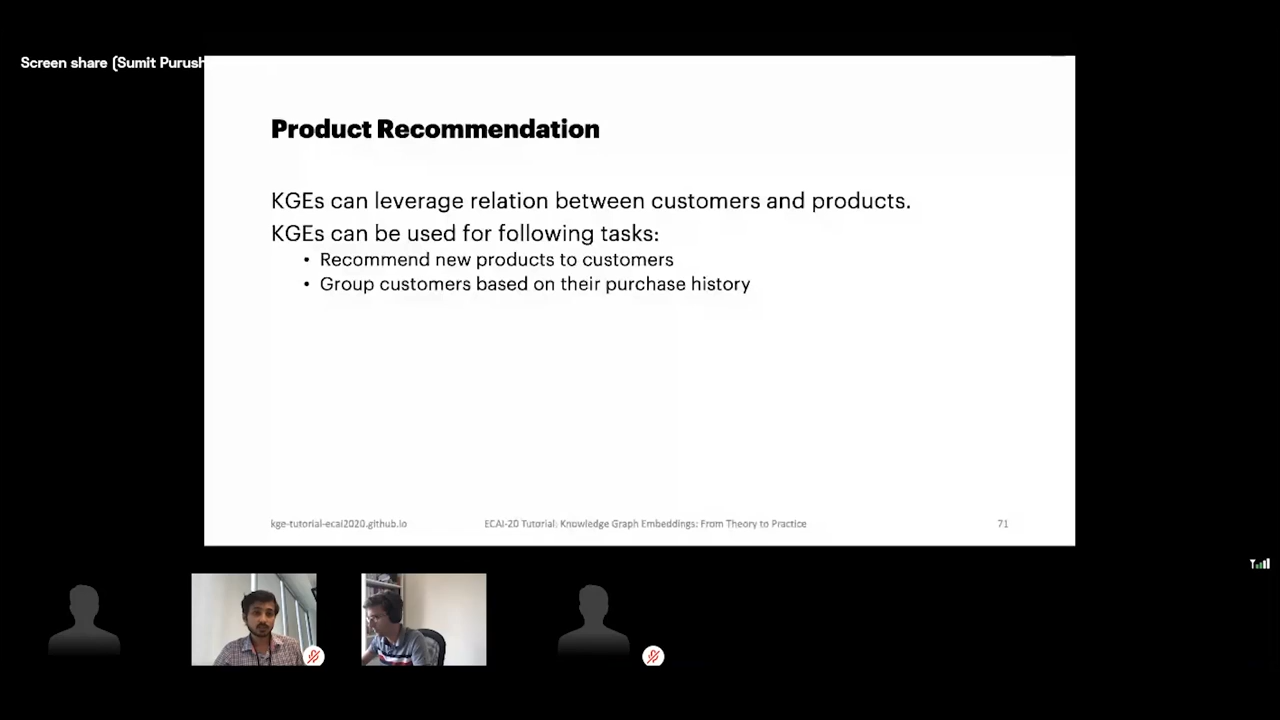 Screen share (Sumit Purush
Product Recommendation
KGEs can leverage relation between customers and products.
KGEs can be used for following tasks:
• Recommend new products to customers
• Group customers based on their purchase history
kge-tutorial-ecai2020.github.io
ECAI-20 Tutorial: Knowledge Graph Embeddings: From Theory to Practice
71